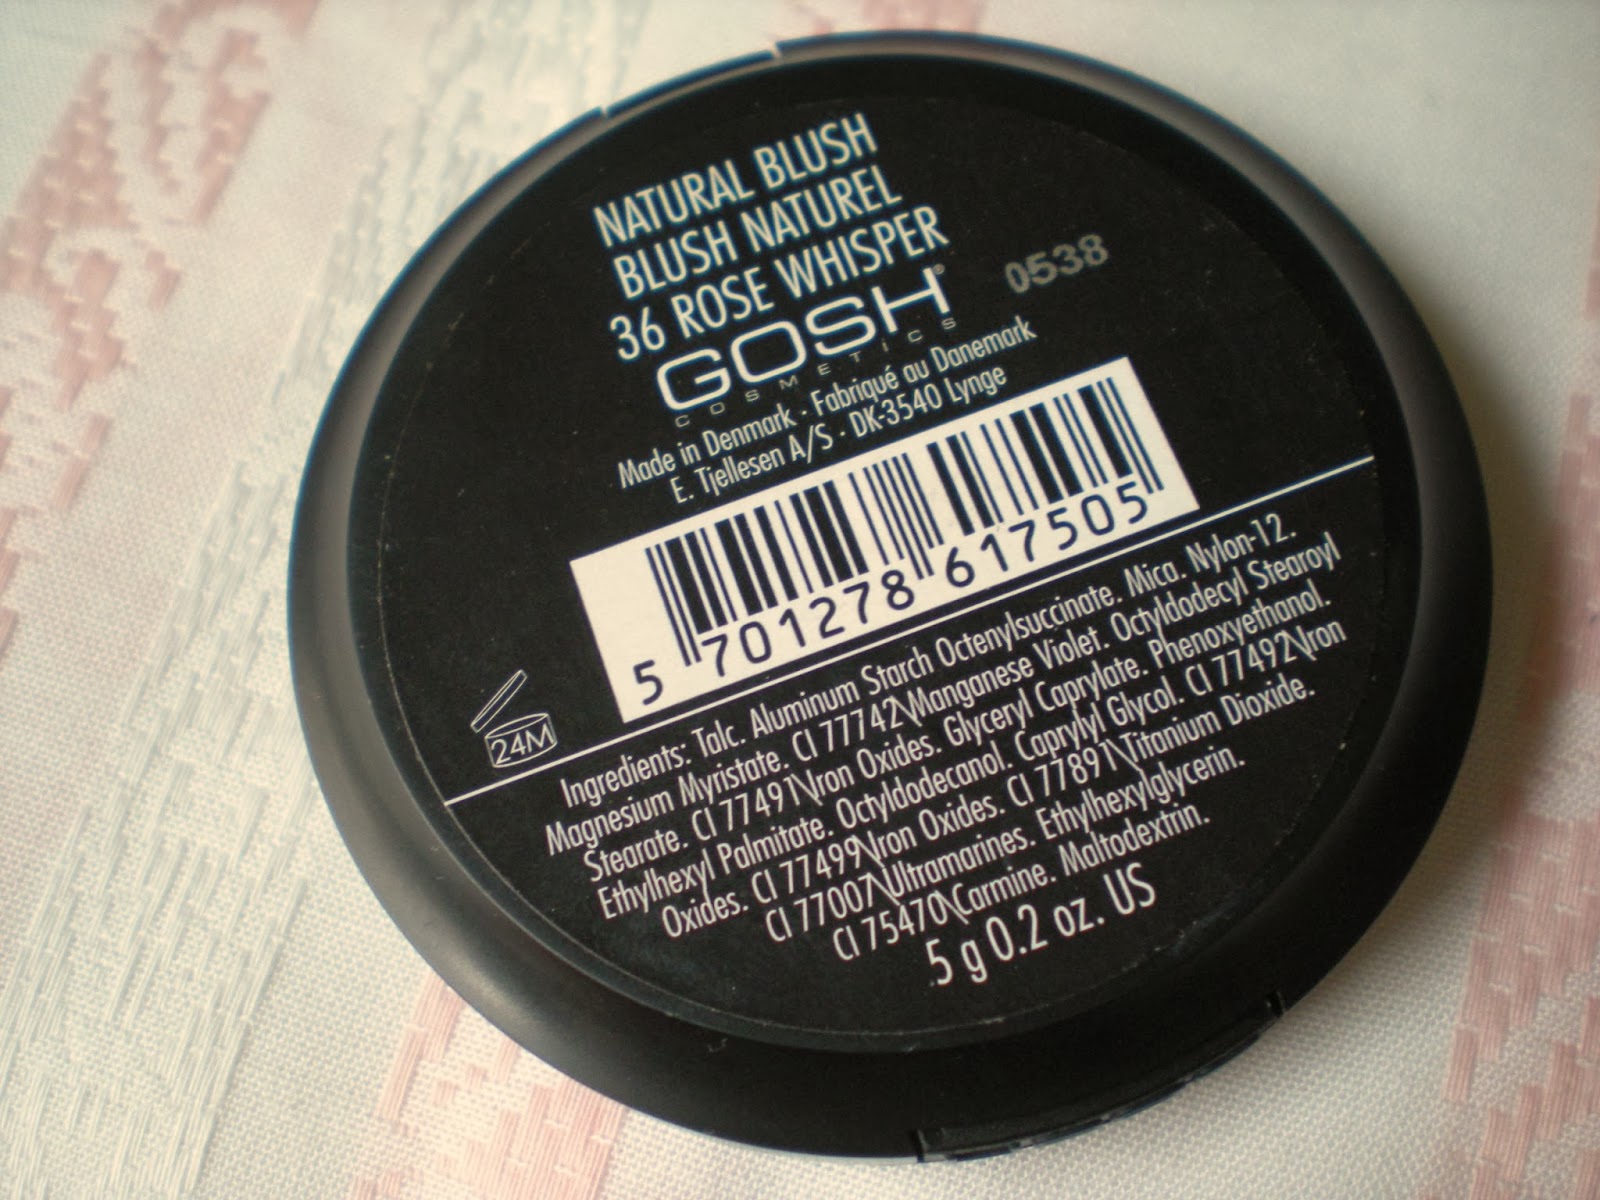 NATURAL BLUSH
BLUSH NATUREL
36 ROSE WHISPER
GOSH®
COSMETICS
0538
Made in Denmark · Fabriqué au Danemark
E. Tjellesen A/S · DK-3540 Lynge
5 701278 617505
24M
Ingredients: Talc. Aluminum Starch Octenylsuccinate. Mica. Nylon-12.
Magnesium Myristate. CI 77742\Manganese Violet. Octyldodecyl Stearoyl
Stearate. CI 77491\Iron Oxides. Glyceryl Caprylate. Phenoxyethanol.
Ethylhexyl Palmitate. Octyldodecanol. Caprylyl Glycol. CI 77492\Iron
Oxides. CI 77499\Iron Oxides. CI 77891\Titanium Dioxide.
CI 77007\Ultramarines. Ethylhexylglycerin.
CI 75470\Carmine. Maltodextrin.
5 g 0.2 oz. US